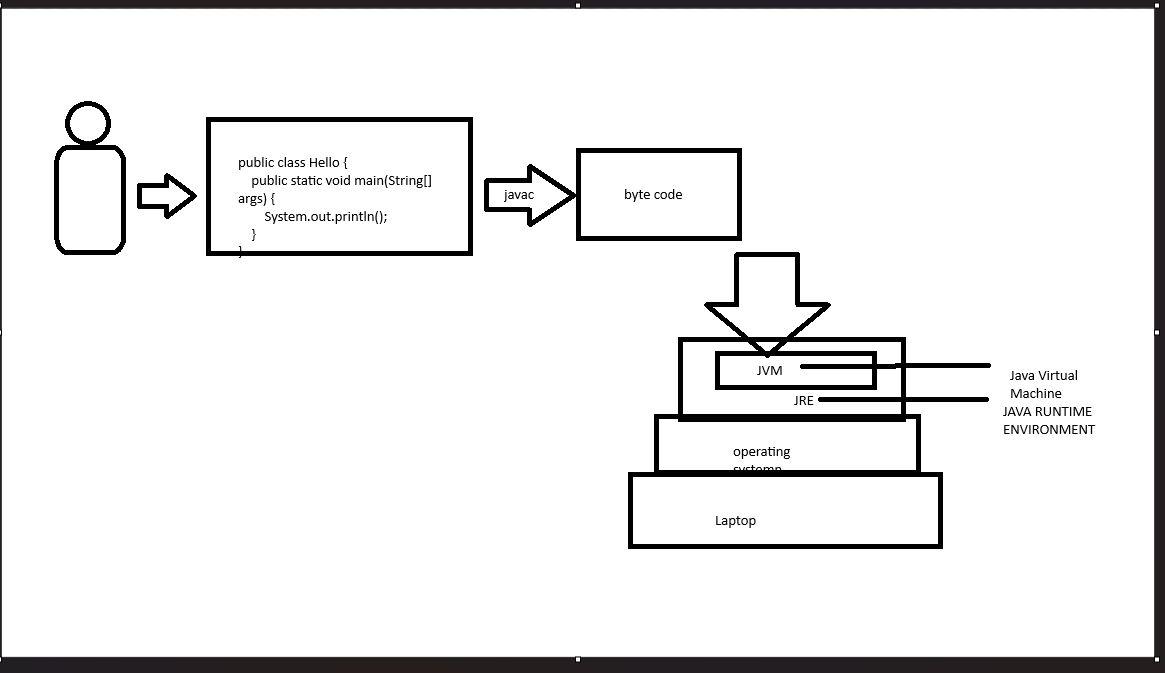 public class Hello {
public static void main(String[]
args) {
System.out.println();
}
}
javac
byte code
JVM
JRE
Java Virtual
Machine
JAVA RUNTIME
ENVIRONMENT
operating
systemn
Laptop